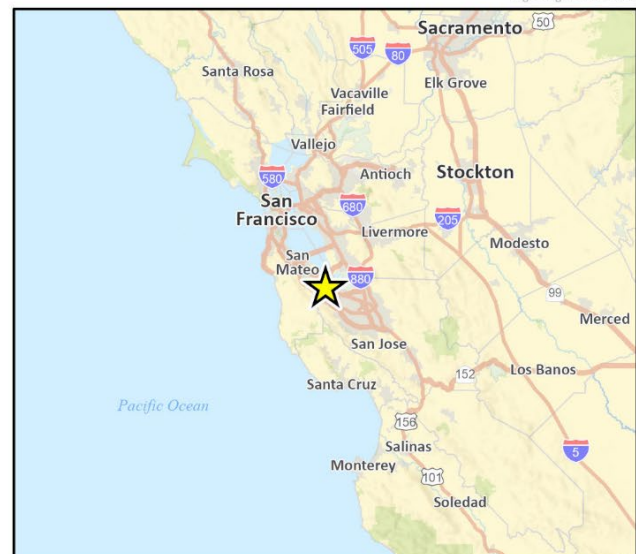 Sacramento
50
505
80
Santa Rosa
Elk Grove
Vacaville
Fairfield
Vallejo
580
Antioch
Stockton
San
Francisco
680
205
Livermore
Modesto
San
Mateo
880
99
Merced
San Jose
152
Los Banos
Santa Cruz
Pacific Ocean
156
Salinas
5
Monterey
101
Soledad